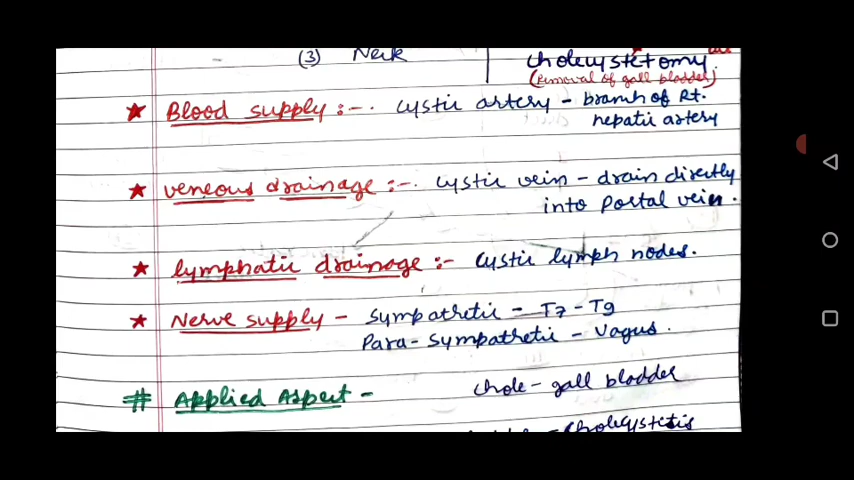 (3) Neck
cholecystetomy
(removal of gall bladder)
★ Blood supply :- . cystic artery - branch of Rt.
hepatic artery
★ veneous drainage :- . cystic vein - drain directly
into Portal vein.
★ lymphatic drainage :- cystic lymph nodes.
★ Nerve supply - sympathetic - T7 - T9
Para-sympathetic - vagus.
# Applied Aspect -
chole - gall bladder
- cholecystetis